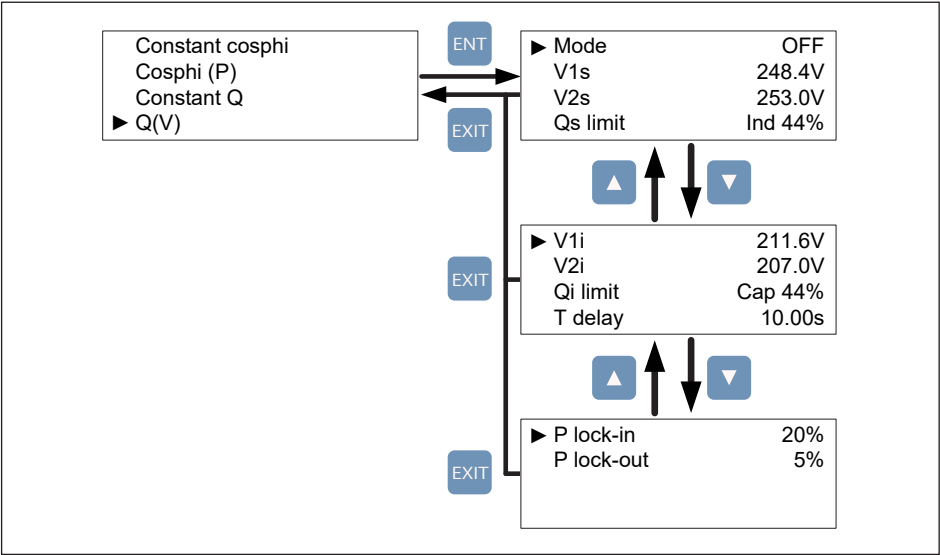 Constant cosphi
Cosphi (P)
Constant Q
► Q(V)
ENT
EXIT
► Mode OFF
V1s 248.4V
V2s 253.0V
Qs limit Ind 44%
▲ ▼
EXIT
► V1i 211.6V
V2i 207.0V
Qi limit Cap 44%
T delay 10.00s
▲ ▼
EXIT
► P lock-in 20%
P lock-out 5%